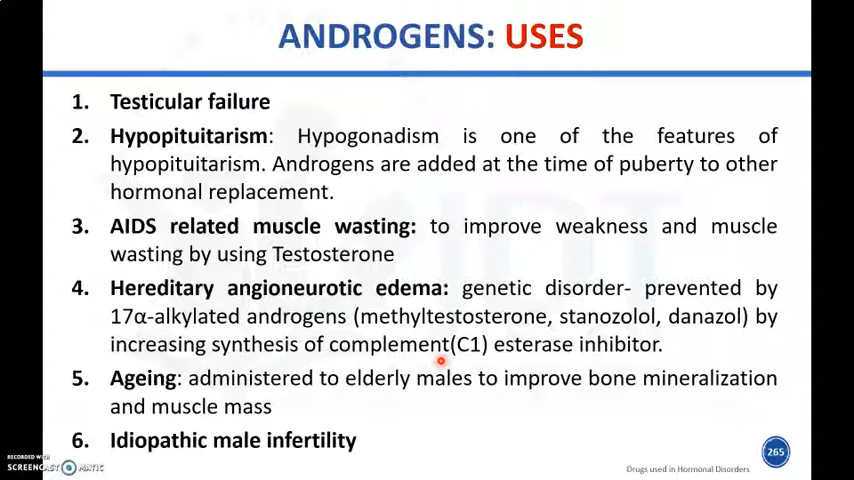 ANDROGENS: USES
1. Testicular failure
2. Hypopituitarism: Hypogonadism is one of the features of
hypopituitarism. Androgens are added at the time of puberty to other
hormonal replacement.
3. AIDS related muscle wasting: to improve weakness and muscle
wasting by using Testosterone
4. Hereditary angioneurotic edema: genetic disorder- prevented by
17α-alkylated androgens (methyltestosterone, stanozolol, danazol) by
increasing synthesis of complement(C1) esterase inhibitor.
5. Ageing: administered to elderly males to improve bone mineralization
and muscle mass
6. Idiopathic male infertility
265
Drugs used in Hormonal Disorders
RECORDED WITH
SCREENCAST MATIC